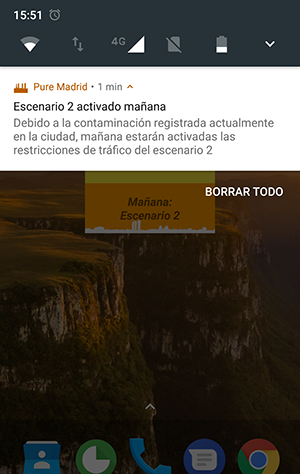 15:51
4G
Pure Madrid • 1 min
Escenario 2 activado mañana
Debido a la contaminación registrada actualmente
en la ciudad, mañana estarán activadas las
restricciones de tráfico del escenario 2
BORRAR TODO
Mañana:
Escenario 2